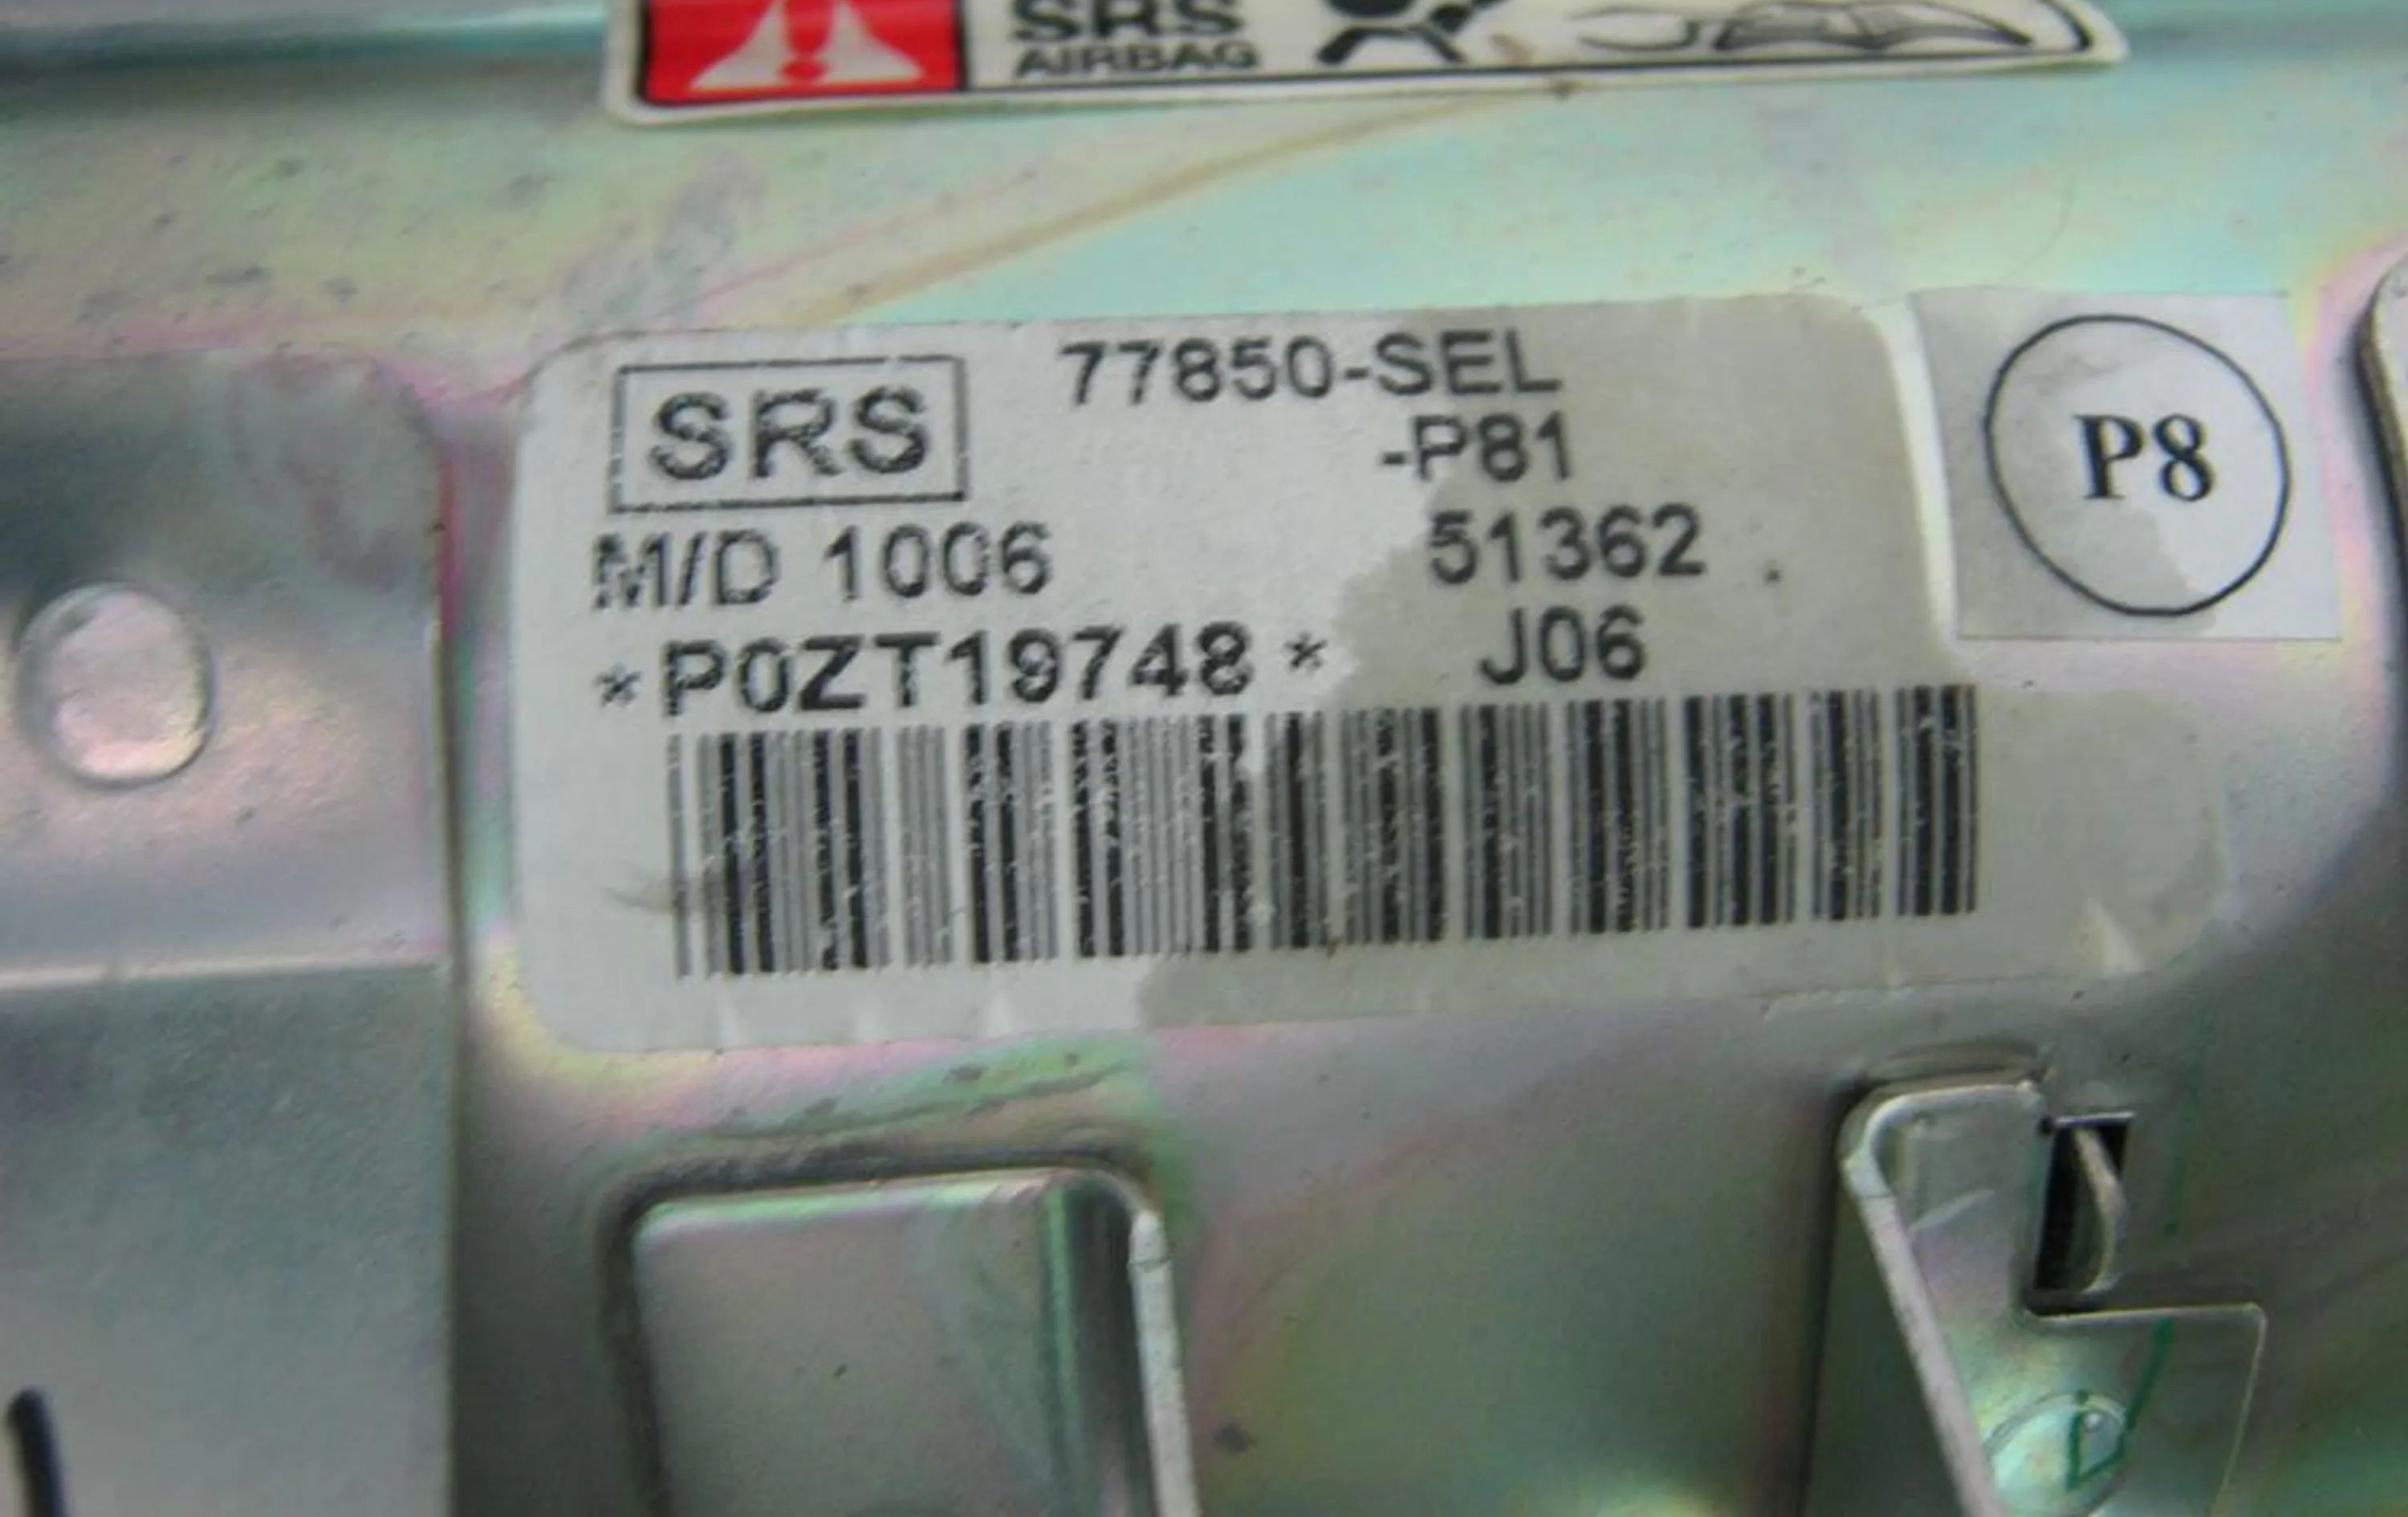 SRS
AIRBAG
SRS 77850-SEL
-P81
P8
M/D 1006 51362 .
*P0ZT19748* J06